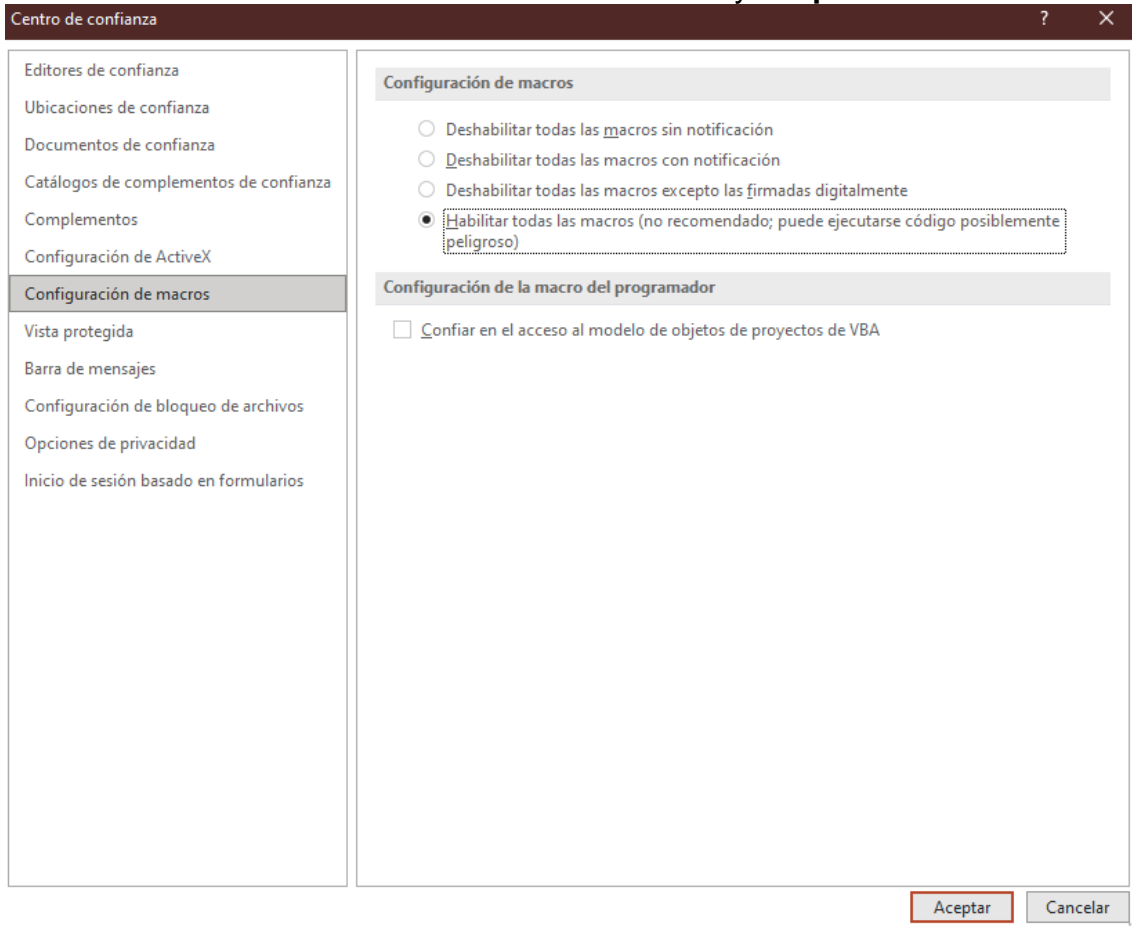 Centro de confianza
?
Editores de confianza
Ubicaciones de confianza
Documentos de confianza
Catálogos de complementos de confianza
Complementos
Configuración de ActiveX
Configuración de macros
Vista protegida
Barra de mensajes
Configuración de bloqueo de archivos
Opciones de privacidad
Inicio de sesión basado en formularios
Configuración de macros
Deshabilitar todas las macros sin notificación
Deshabilitar todas las macros con notificación
Deshabilitar todas las macros excepto las firmadas digitalmente
Habilitar todas las macros (no recomendado; puede ejecutarse código posiblemente
peligroso)
Configuración de la macro del programador
Confiar en el acceso al modelo de objetos de proyectos de VBA
Aceptar
Cancelar